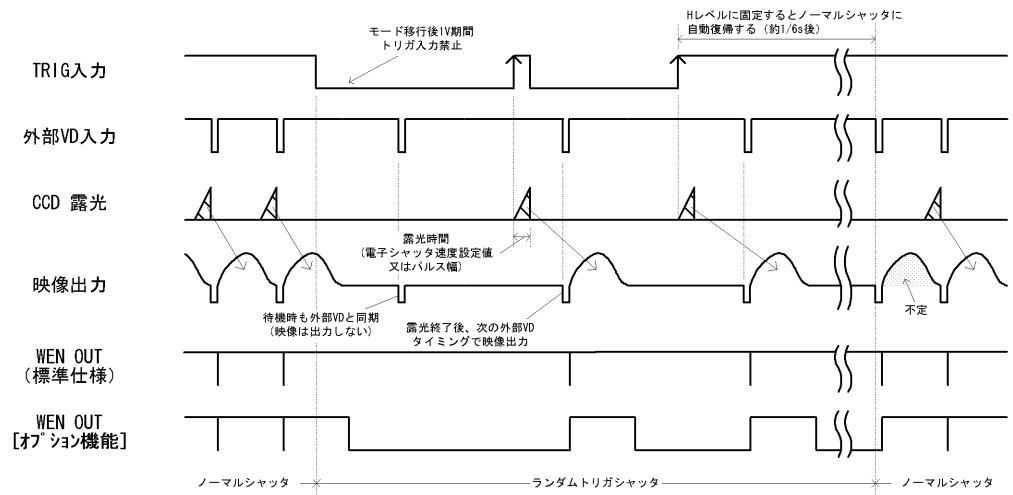 Hレベルに固定するとノーマルシャッタに
自動復帰する（約1/6s後）
モード移行後1V期間
トリガ入力禁止
TRIG入力
外部VD入力
CCD 露光
露光時間
（電子シャッタ速度設定値
又はパルス幅）
映像出力
待機時も外部VDと同期
（映像は出力しない）
露光終了後、次の外部VD
タイミングで映像出力
不定
WEN OUT
（標準仕様）
WEN OUT
[ｵﾌﾟｼｮﾝ機能]
ノーマルシャッタ
ランダムトリガシャッタ
ノーマルシャッタ